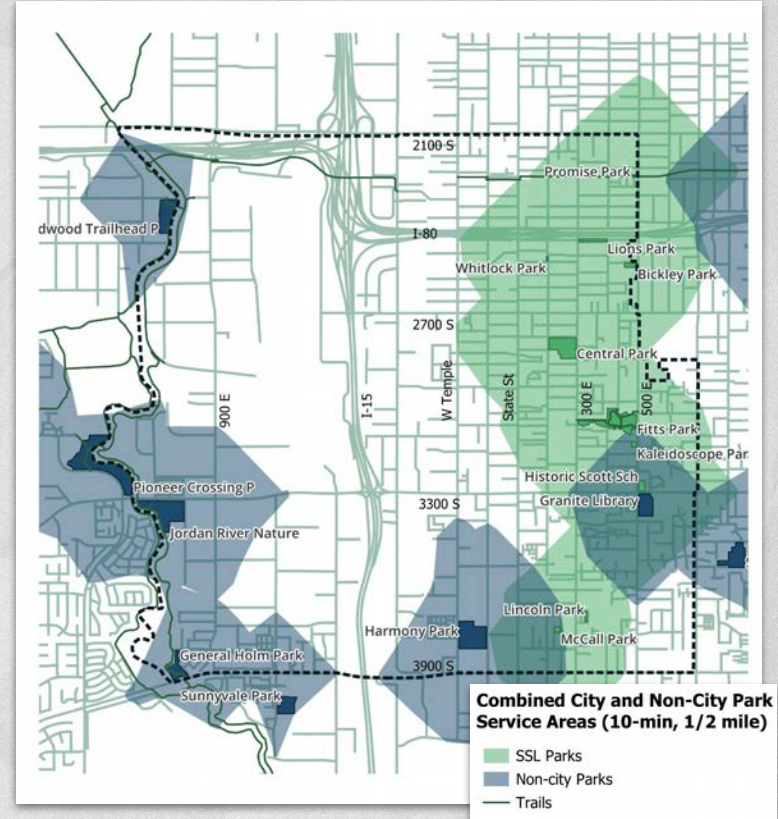 2100 S
Promise Park
dwood Trailhead P
I-80
Lions Park
Whitlock Park
Bickley Park
2700 S
Central Park
W Temple
State St
300 E
500 E
900 E
I-15
Fitts Park
Kaleidoscope Par
Historic Scott Sch
Pioneer Crossing P
Granite Library
3300 S
Jordan River Nature
Lincoln Park
Harmony Park
McCall Park
General Holm Park
3900 S
Sunnyvale Park
Combined City and Non-City Park
Service Areas (10-min, 1/2 mile)
SSL Parks
Non-city Parks
Trails